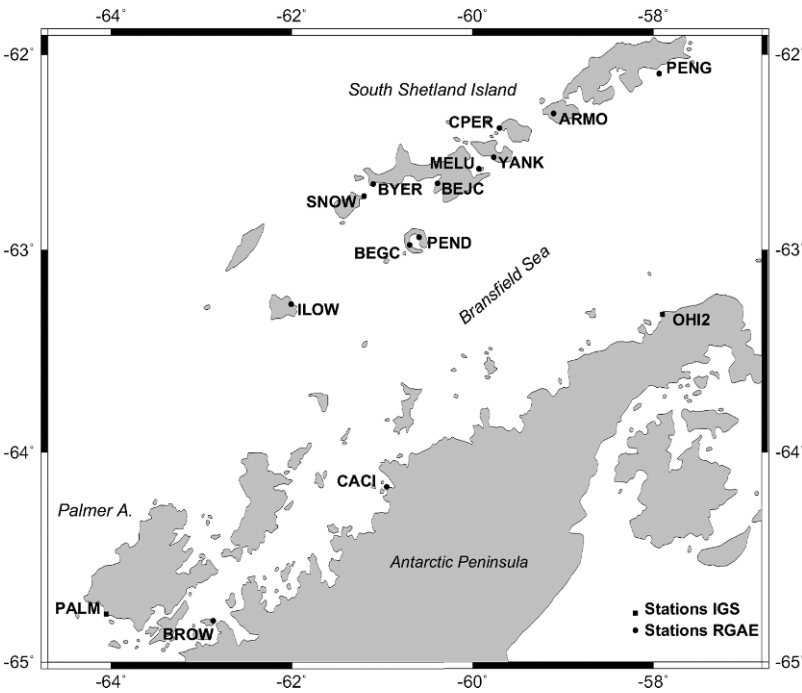 -64˚ -62˚ -60˚ -58˚
-62˚ -62˚
PENG
South Shetland Island
CPER
ARMO
MELU YANK
BYER BEJC
SNOW
PEND
BEGC
-63˚ -63˚
Bransfield Sea
ILOW
OHI2
-64˚ -64˚
CACI
Palmer A.
Antarctic Peninsula
PALM
Stations IGS
BROW
Stations RGAE
-65˚ -65˚
-64˚ -62˚ -60˚ -58˚